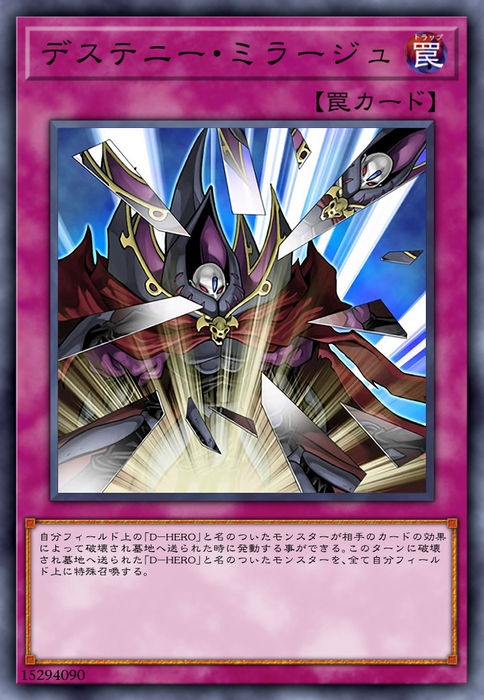 デステニー・ミラージュ
トラップ
罠
【罠カード】
自分フィールド上の「D-HERO」と名のついたモンスターが相手のカードの効果
によって破壊され墓地へ送られた時に発動する事ができる。このターンに破壊
され墓地へ送られた「D-HERO」と名のついたモンスターを、全て自分フィール
ド上に特殊召喚する。
15294090